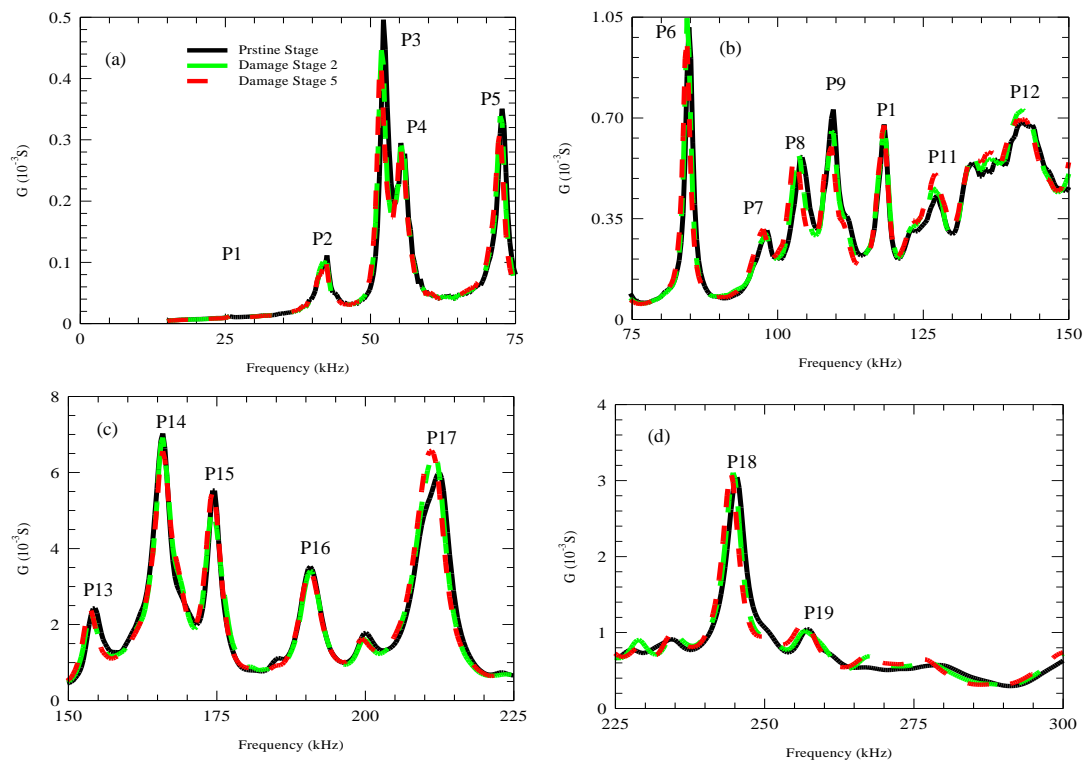 (a)
Prstine Stage
Damage Stage 2
Damage Stage 5
P1
P2
P3
P4
P5
0.5
0.4
0.3
0.2
0.1
0
G (10⁻³S)
0 25 50 75
Frequency (kHz)
(b)
P6
P7
P8
P9
P1
P11
P12
1.05
0.70
0.35
0
G (10⁻³S)
75 100 125 150
Frequency (kHz)
(c)
P13
P14
P15
P16
P17
8
6
4
2
0
G (10⁻³S)
150 175 200 225
Frequency (kHz)
(d)
P18
P19
4
3
2
1
0
G (10⁻³S)
225 250 275 300
Frequency (kHz)